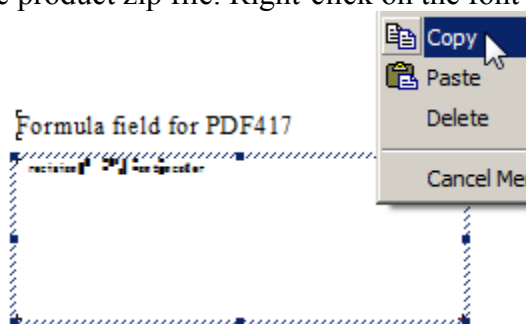 e product zip file. Right-click on the font
Copy
Paste
Delete
Cancel Me
Formula field for PDF417